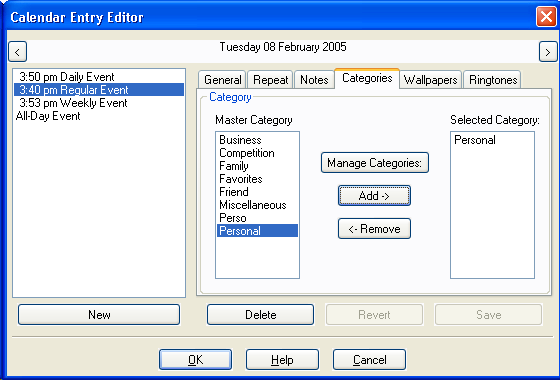 Calendar Entry Editor
< Tuesday 08 February 2005 >
3:50 pm Daily Event
3:40 pm Regular Event
3:53 pm Weekly Event
All-Day Event
General Repeat Notes Categories Wallpapers Ringtones
Category
Master Category
Business
Competition
Family
Favorites
Friend
Miscellaneous
Perso
Personal
Manage Categories:
Add ->
<- Remove
Selected Category:
Personal
New
Delete
Revert
Save
OK
Help
Cancel